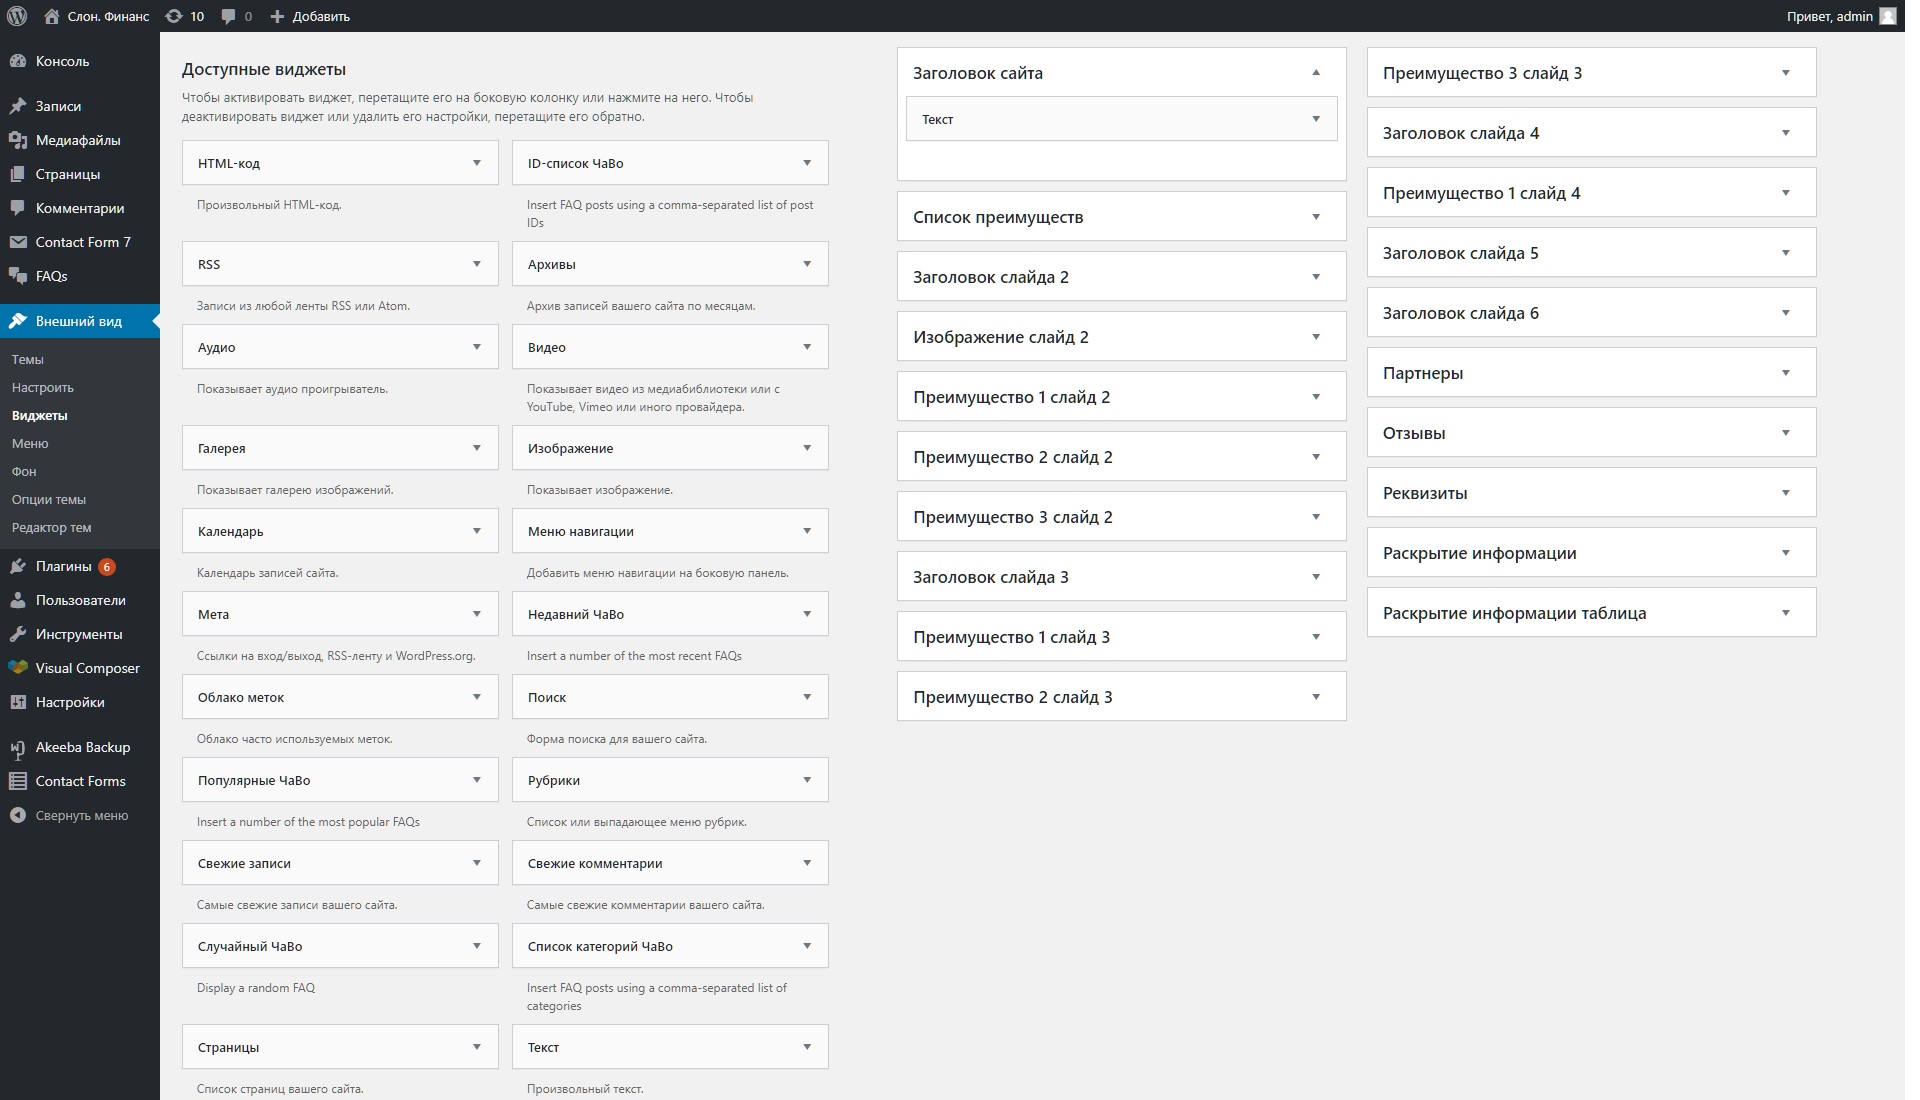 Слон. Финанс
10
0
Добавить
Привет, admin
Консоль
Записи
Медиафайлы
Страницы
Комментарии
Contact Form 7
FAQs
Внешний вид
Темы
Настроить
Виджеты
Меню
Фон
Опции темы
Редактор тем
Плагины 6
Пользователи
Инструменты
Visual Composer
Настройки
Akeeba Backup
Contact Forms
Свернуть меню
Доступные виджеты
Чтобы активировать виджет, перетащите его на боковую колонку или нажмите на него. Чтобы
деактивировать виджет или удалить его настройки, перетащите его обратно.
HTML-код
Произвольный HTML-код.
ID-список ЧаВо
Insert FAQ posts using a comma-separated list of post
IDs
RSS
Записи из любой ленты RSS или Atom.
Архивы
Архив записей вашего сайта по месяцам.
Аудио
Показывает аудио проигрыватель.
Видео
Показывает видео из медиабиблиотеки или с
YouTube, Vimeo или иного провайдера.
Галерея
Показывает галерею изображений.
Изображение
Показывает изображение.
Календарь
Календарь записей сайта.
Меню навигации
Добавить меню навигации на боковую панель.
Мета
Ссылки на вход/выход, RSS-ленту и WordPress.org.
Недавний ЧаВо
Insert a number of the most recent FAQs
Облако меток
Облако часто используемых меток.
Поиск
Форма поиска для вашего сайта.
Популярные ЧаВо
Insert a number of the most popular FAQs
Рубрики
Список или выпадающее меню рубрик.
Свежие записи
Самые свежие записи вашего сайта.
Свежие комментарии
Самые свежие комментарии вашего сайта.
Случайный ЧаВо
Display a random FAQ
Список категорий ЧаВо
Insert FAQ posts using a comma-separated list of
categories
Страницы
Список страниц вашего сайта.
Текст
Произвольный текст.
Заголовок сайта
Текст
Список преимуществ
Заголовок слайда 2
Изображение слайд 2
Преимущество 1 слайд 2
Преимущество 2 слайд 2
Преимущество 3 слайд 2
Заголовок слайда 3
Преимущество 1 слайд 3
Преимущество 2 слайд 3
Преимущество 3 слайд 3
Заголовок слайда 4
Преимущество 1 слайд 4
Заголовок слайда 5
Заголовок слайда 6
Партнеры
Отзывы
Реквизиты
Раскрытие информации
Раскрытие информации таблица